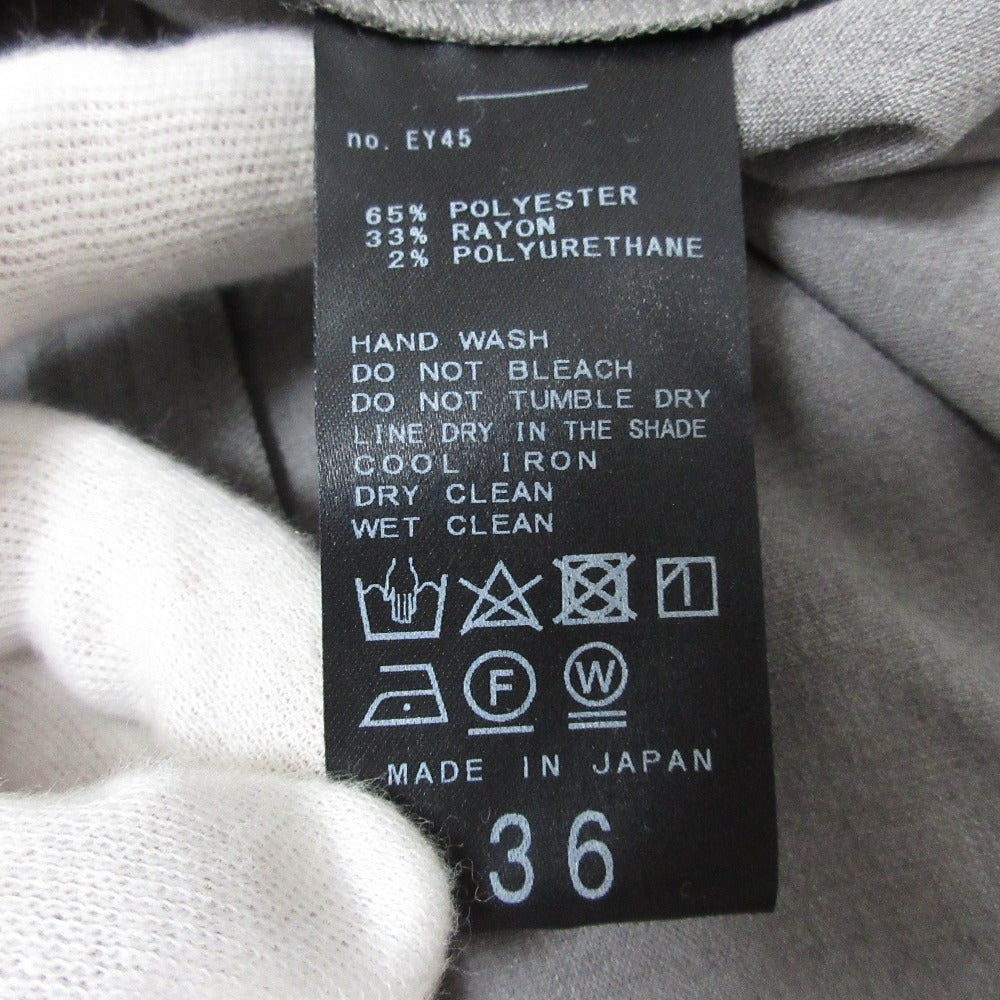 no. EY45
65% POLYESTER
33% RAYON
2% POLYURETHANE
HAND WASH
DO NOT BLEACH
DO NOT TUMBLE DRY
LINE DRY IN THE SHADE
COOL IRON
DRY CLEAN
WET CLEAN
F W
MADE IN JAPAN
36